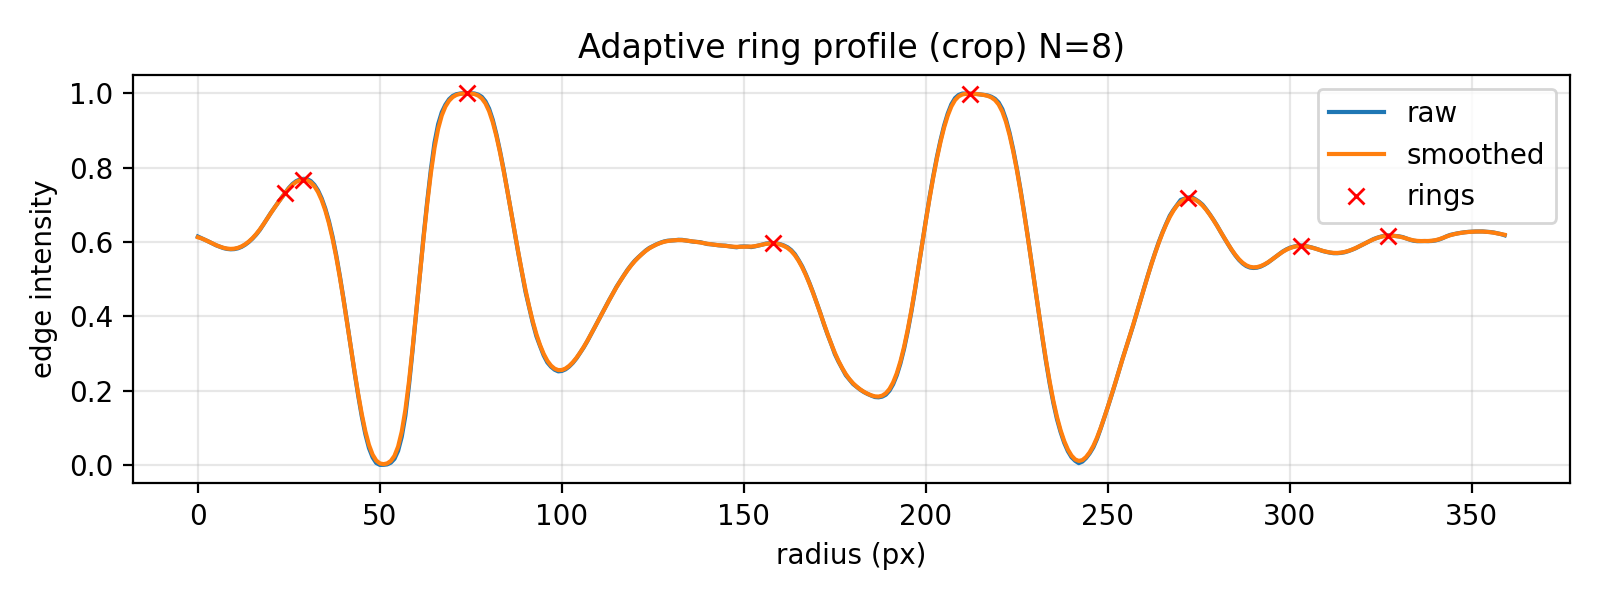 Adaptive ring profile (crop) N=8)
edge intensity
1.0
0.8
0.6
0.4
0.2
0.0
raw
smoothed
rings
0 50 100 150 200 250 300 350
radius (px)